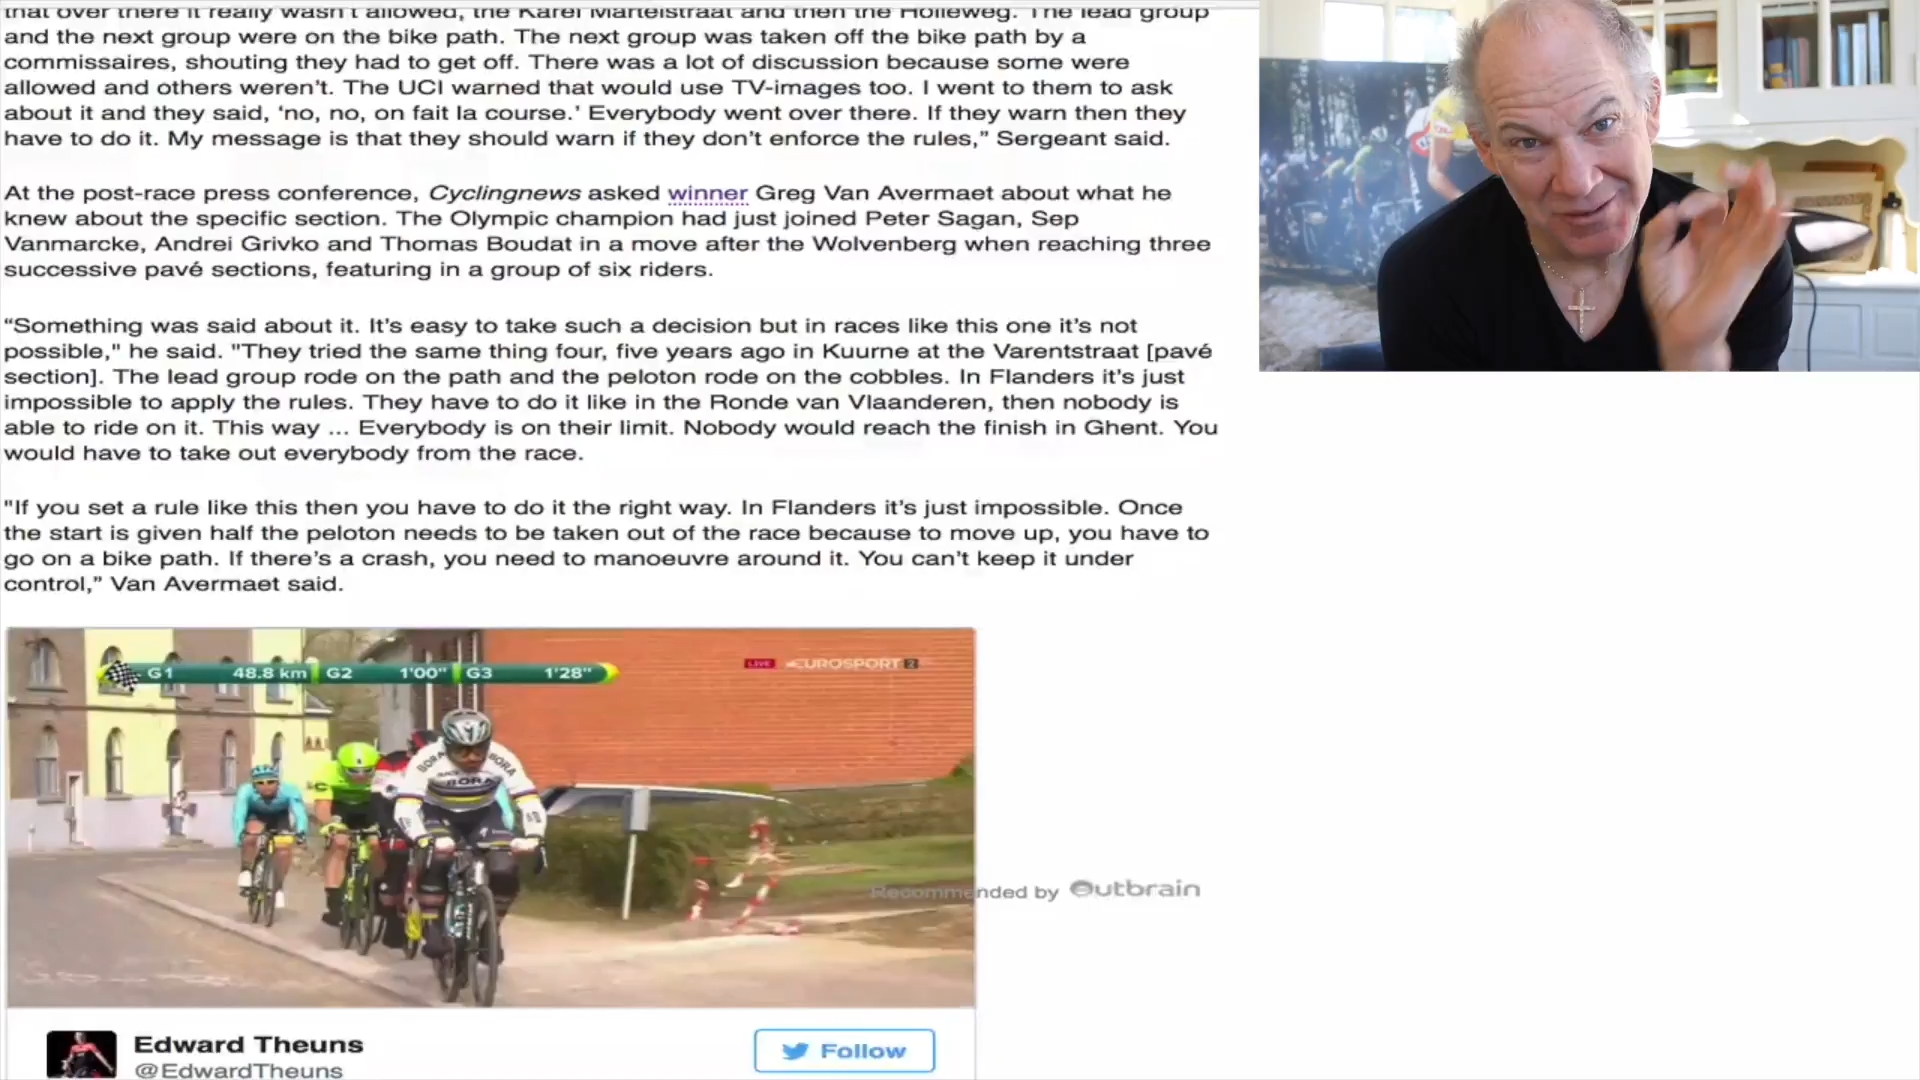 that over there it really wasn't allowed, the Karel Martelstraat and then the Holleweg. The lead group
and the next group were on the bike path. The next group was taken off the bike path by a
commissaires, shouting they had to get off. There was a lot of discussion because some were
allowed and others weren't. The UCI warned that would use TV-images too. I went to them to ask
about it and they said, ‘no, no, on fait la course.’ Everybody went over there. If they warn then they
have to do it. My message is that they should warn if they don’t enforce the rules,” Sergeant said.
At the post-race press conference, Cyclingnews asked winner Greg Van Avermaet about what he
knew about the specific section. The Olympic champion had just joined Peter Sagan, Sep
Vanmarcke, Andrei Grivko and Thomas Boudat in a move after the Wolvenberg when reaching three
successive pavé sections, featuring in a group of six riders.
“Something was said about it. It’s easy to take such a decision but in races like this one it’s not
possible," he said. "They tried the same thing four, five years ago in Kuurne at the Varentstraat [pavé
section]. The lead group rode on the path and the peloton rode on the cobbles. In Flanders it’s just
impossible to apply the rules. They have to do it like in the Ronde van Vlaanderen, then nobody is
able to ride on it. This way ... Everybody is on their limit. Nobody would reach the finish in Ghent. You
would have to take out everybody from the race.
"If you set a rule like this then you have to do it the right way. In Flanders it’s just impossible. Once
the start is given half the peloton needs to be taken out of the race because to move up, you have to
go on a bike path. If there’s a crash, you need to manoeuvre around it. You can’t keep it under
control,” Van Avermaet said.
G1 48.8 km G2 1'00" G3 1'28"
LIVE EUROSPORT 2
BORA BORA
BORA
Recommended by Outbrain
Edward Theuns
@EdwardTheuns
Follow